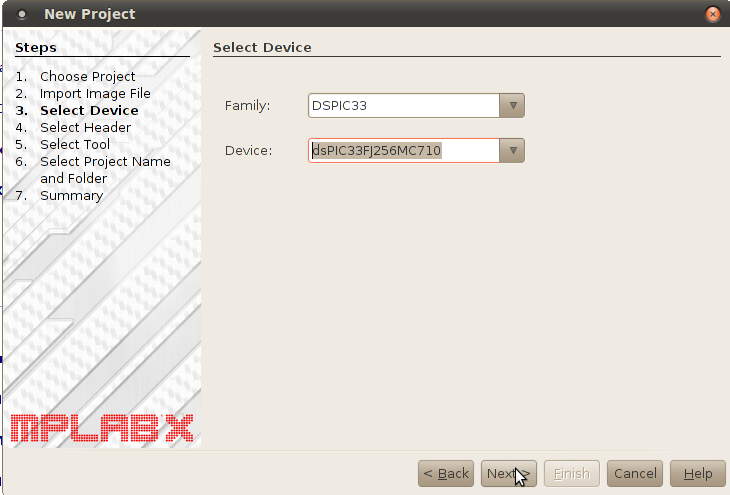 New Project
Steps
1. Choose Project
2. Import Image File
3. Select Device
4. Select Header
5. Select Tool
6. Select Project Name
and Folder
7. Summary
Select Device
Family: DSPIC33
Device: dsPIC33FJ256MC710
MPLAB X
< Back Next > Finish Cancel Help